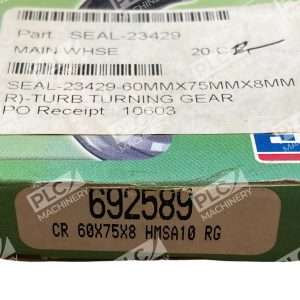 Part: SEAL-23429
MAIN WHSE 20 C
SEAL-23429-60MMX75MMX8MM
R)-TURB.TURNING GEAR
PO Receipt: 10603
692589
CR 60X75X8 HMSA10 RG
PLC
MACHINERY